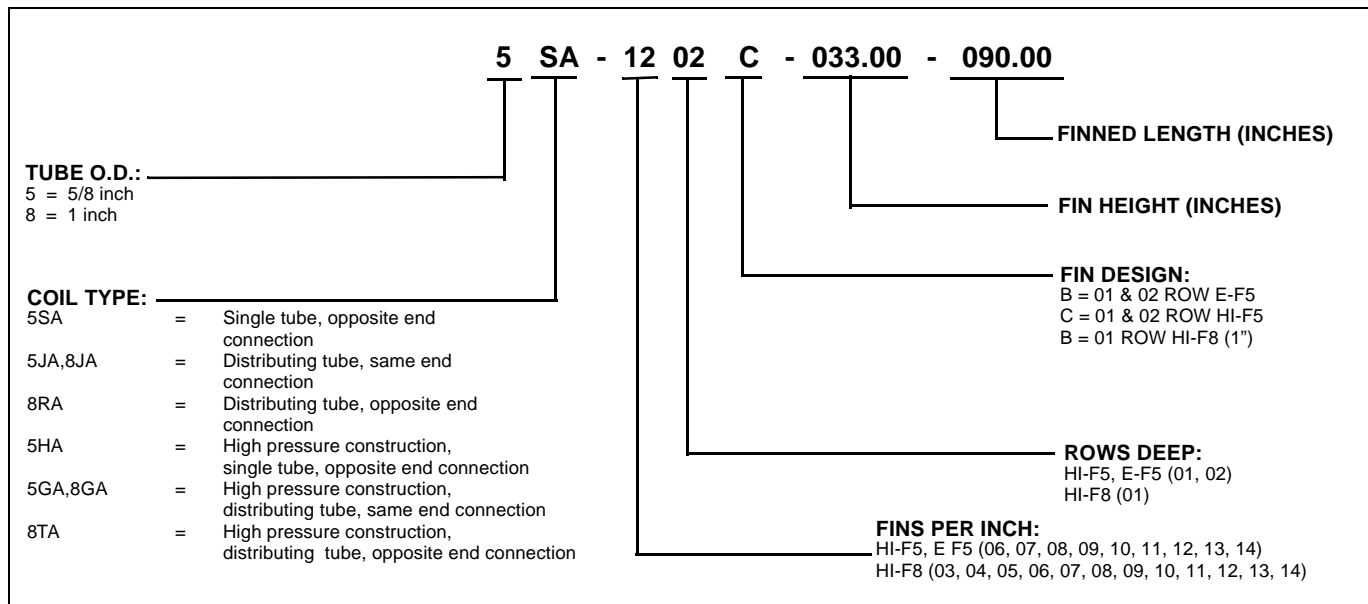 5 SA - 12 02 C - 033.00 - 090.00
FINNED LENGTH (INCHES)
TUBE O.D.:
5 = 5/8 inch
8 = 1 inch
FIN HEIGHT (INCHES)
FIN DESIGN:
B = 01 & 02 ROW E-F5
C = 01 & 02 ROW HI-F5
B = 01 ROW HI-F8 (1”)
COIL TYPE:
5SA = Single tube, opposite end
connection
5JA,8JA = Distributing tube, same end
connection
8RA = Distributing tube, opposite end
connection
5HA = High pressure construction,
single tube, opposite end connection
5GA,8GA = High pressure construction,
distributing tube, same end connection
8TA = High pressure construction,
distributing tube, opposite end connection
ROWS DEEP:
HI-F5, E-F5 (01, 02)
HI-F8 (01)
FINS PER INCH:
HI-F5, E F5 (06, 07, 08, 09, 10, 11, 12, 13, 14)
HI-F8 (03, 04, 05, 06, 07, 08, 09, 10, 11, 12, 13, 14)